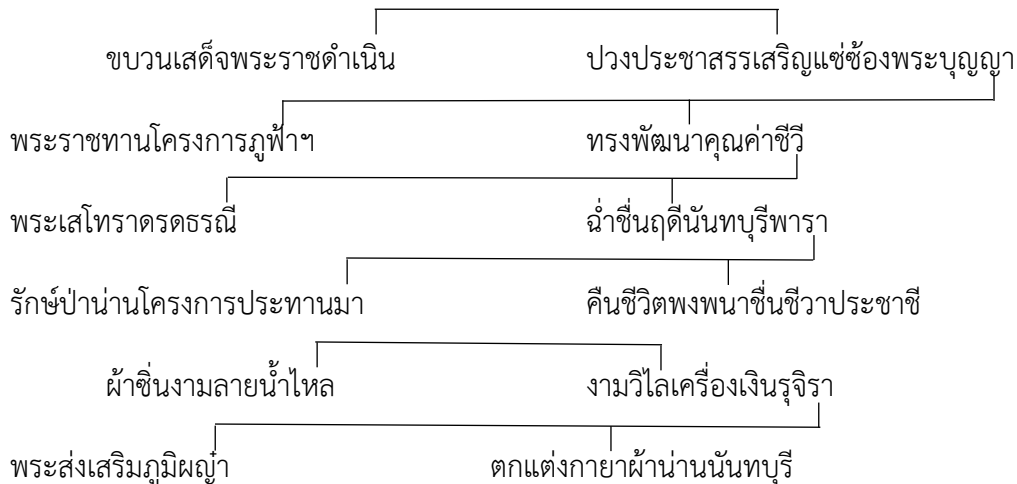 ขบวนเสด็จพระราชดำเนิน ปวงประชาสรรเสริญแซ่ซ้องพระบุญญา
พระราชทานโครงการภูฟ้าฯ ทรงพัฒนาคุณค่าชีวี
พระเสโทราดรดธรณี ฉ่ำชื่นฤดีนันทบุรีพารา
รักษ์ป่าน่านโครงการประทานมา คืนชีวิตพงพนาชื่นชีวาประชาชี
ผ้าซิ่นงามลายน้ำไหล งามวิไลเครื่องเงินรุจิรา
พระส่งเสริมภูมิผญ๋า ตกแต่งกายาผ้าน่านนันทบุรี